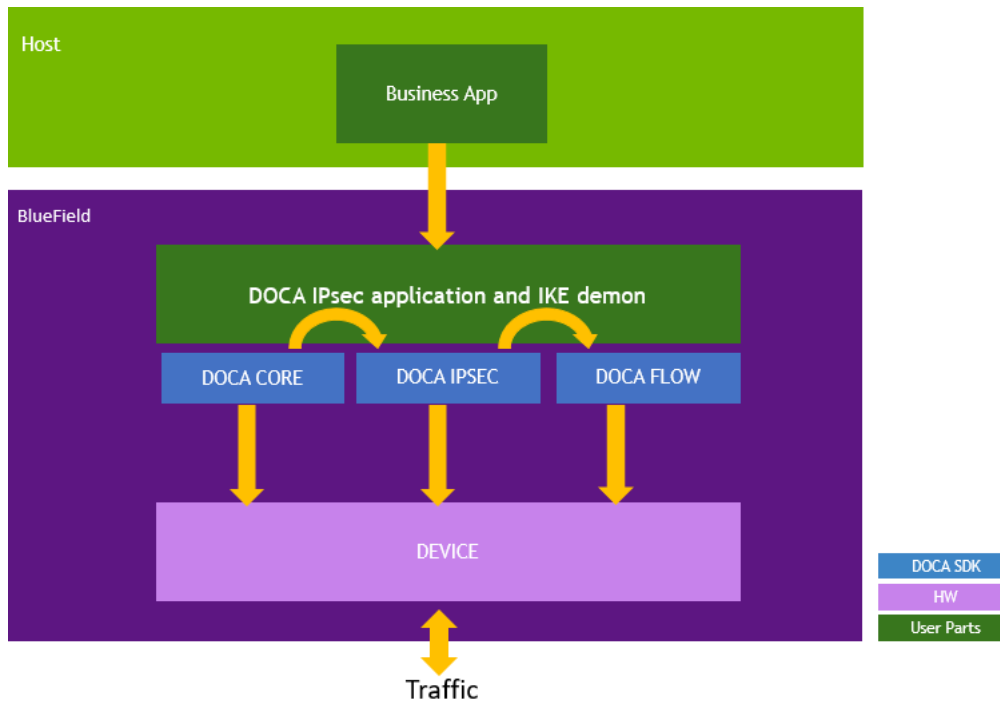 Host
Business App
BlueField
DOCA IPsec application and IKE demon
DOCA CORE
DOCA IPSEC
DOCA FLOW
DEVICE
DOCA SDK
HW
User Parts
Traffic